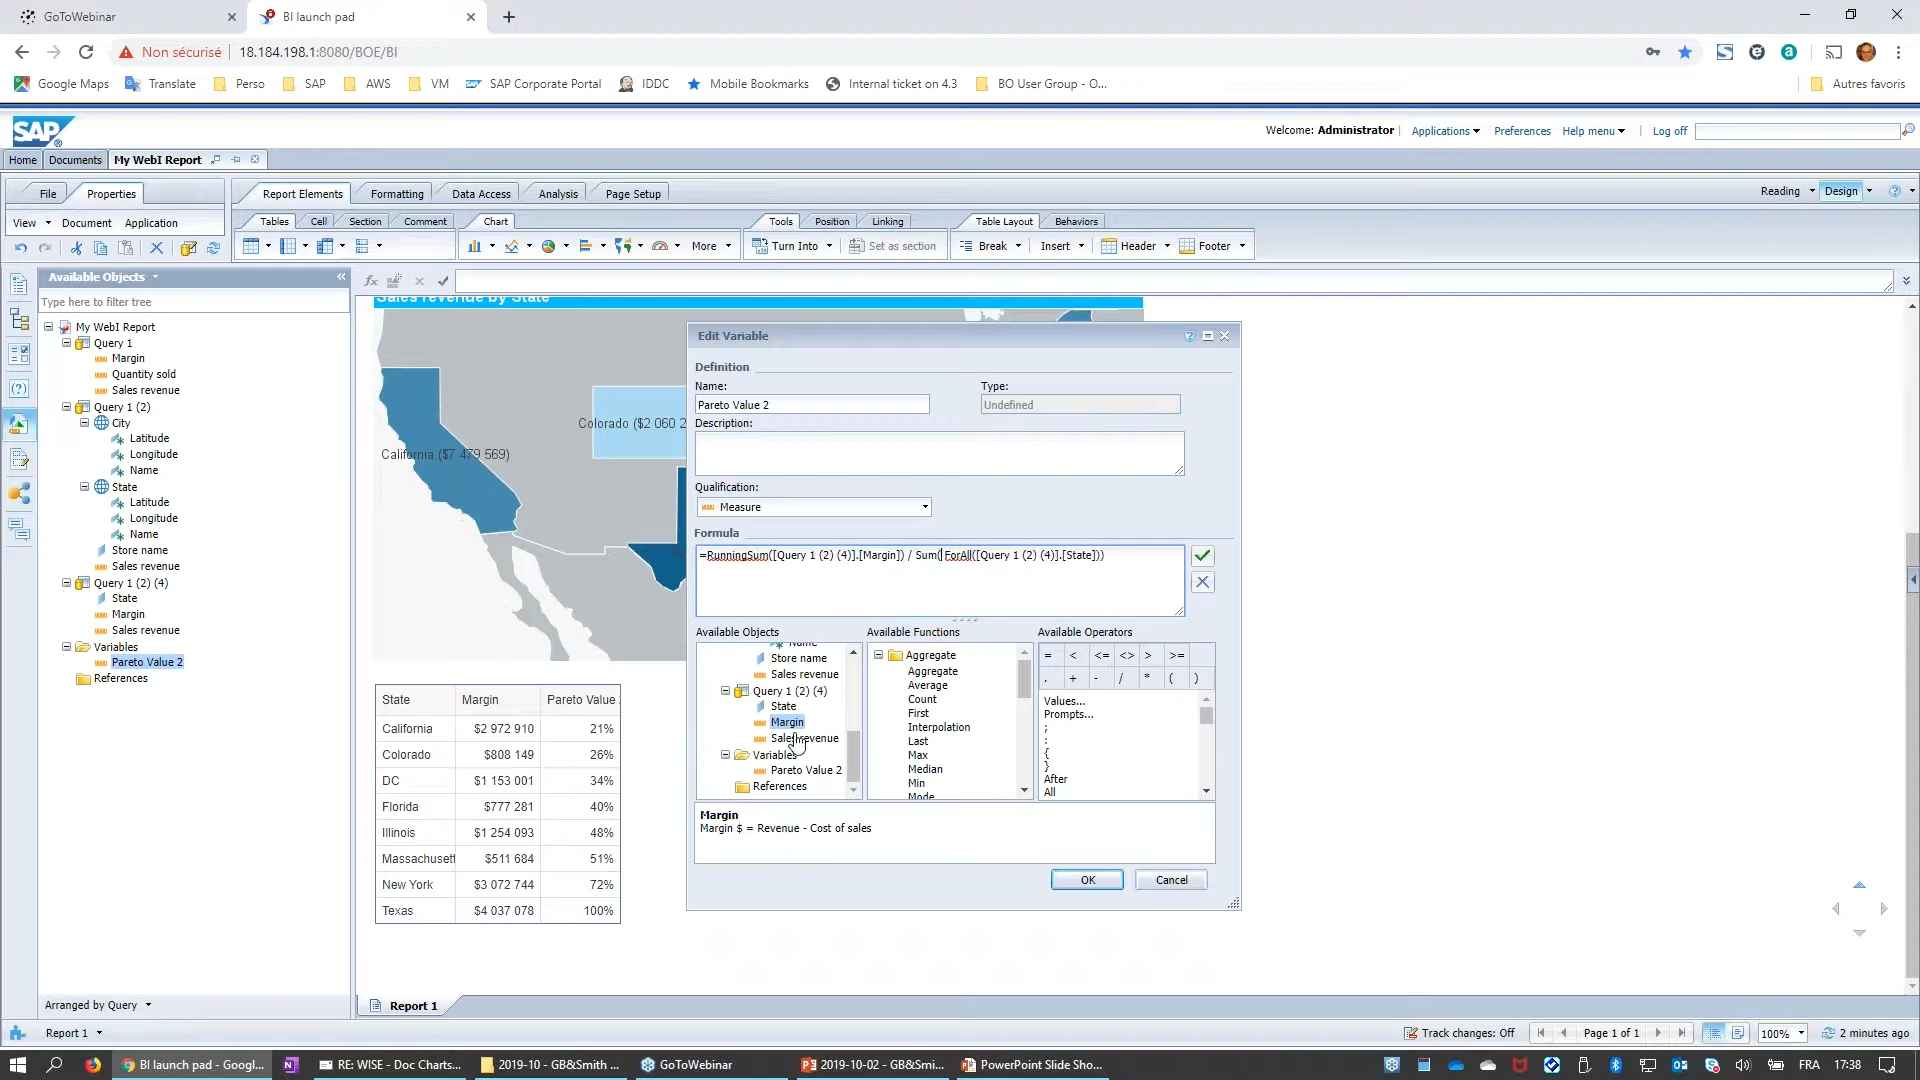 GoToWebinar
BI launch pad
Non sécurisé
18.184.198.1:8080/BOE/BI
Google Maps
Translate
Perso
SAP
AWS
VM
SAP Corporate Portal
IDDC
Mobile Bookmarks
Internal ticket on 4.3
BO User Group - O...
Autres favoris
SAP
Welcome: Administrator
Applications
Preferences
Help menu
Log off
Home
Documents
My WebI Report
File
Properties
Report Elements
Formatting
Data Access
Analysis
Page Setup
Reading
Design
View
Document
Application
Tables
Cell
Section
Comment
Chart
Tools
Position
Linking
Table Layout
Behaviors
More
Turn Into
Set as section
Break
Insert
Header
Footer
Available Objects
Type here to filter tree
My WebI Report
Query 1
Margin
Quantity sold
Sales revenue
Query 1 (2)
City
Latitude
Longitude
Name
State
Latitude
Longitude
Name
Store name
Sales revenue
Query 1 (2) (4)
State
Margin
Sales revenue
Variables
Pareto Value 2
References
Arranged by Query
Sales revenue by State
Colorado ($2 060 2
California ($7 479 569)
State Margin Pareto Value
California $2 972 910 21%
Colorado $808 149 26%
DC $1 153 001 34%
Florida $777 281 40%
Illinois $1 254 093 48%
Massachusett $511 684 51%
New York $3 072 744 72%
Texas $4 037 078 100%
Edit Variable
Definition
Name:
Type:
Pareto Value 2
Undefined
Description:
Qualification:
Measure
Formula
=RunningSum([Query 1 (2) (4)].[Margin]) / Sum( ForAll([Query 1 (2) (4)].[State]))
Available Objects
Available Functions
Available Operators
Name
Store name
Sales revenue
Query 1 (2) (4)
State
Margin
Sales revenue
Variables
Pareto Value 2
References
Aggregate
Aggregate
Average
Count
First
Interpolation
Last
Max
Median
Min
Mode
= < <= <> > >=
. + - / * ( )
Values...
Prompts...
;
:
{
}
After
All
Margin
Margin $ = Revenue - Cost of sales
OK
Cancel
Report 1
Report 1
Track changes: Off
Page 1 of 1
100%
2 minutes ago
BI launch pad - Googl...
RE: WISE - Doc Charts...
2019-10 - GB&Smith ...
GoToWebinar
2019-10-02 - GB&Smi...
PowerPoint Slide Sho...
FRA
17:38